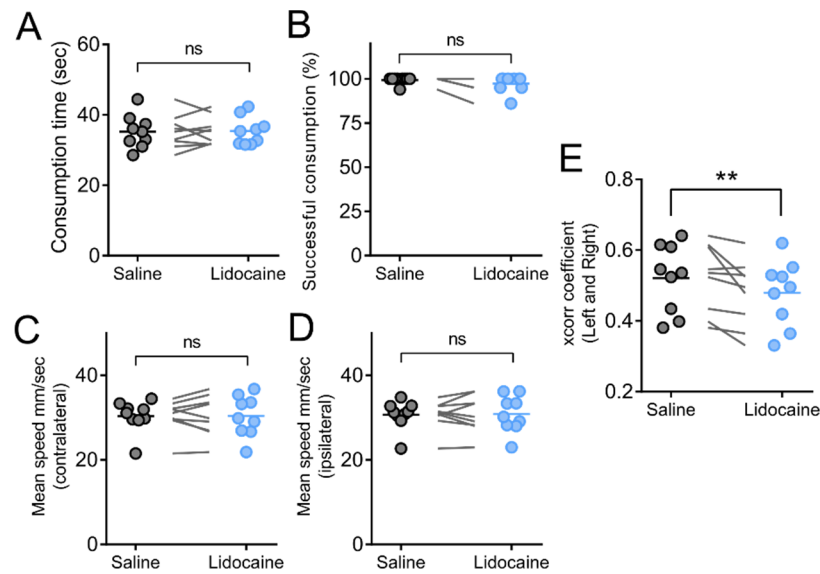 A
Consumption time (sec)
60
40
20
0
ns
Saline
Lidocaine
B
Successful consumption (%)
100
75
50
25
0
ns
Saline
Lidocaine
C
Mean speed mm/sec
(contralateral)
40
20
0
ns
Saline
Lidocaine
D
Mean speed mm/sec
(ipsilateral)
40
20
0
ns
Saline
Lidocaine
E
xcorr coefficient
(Left and Right)
0.8
0.6
0.4
0.2
**
Saline
Lidocaine